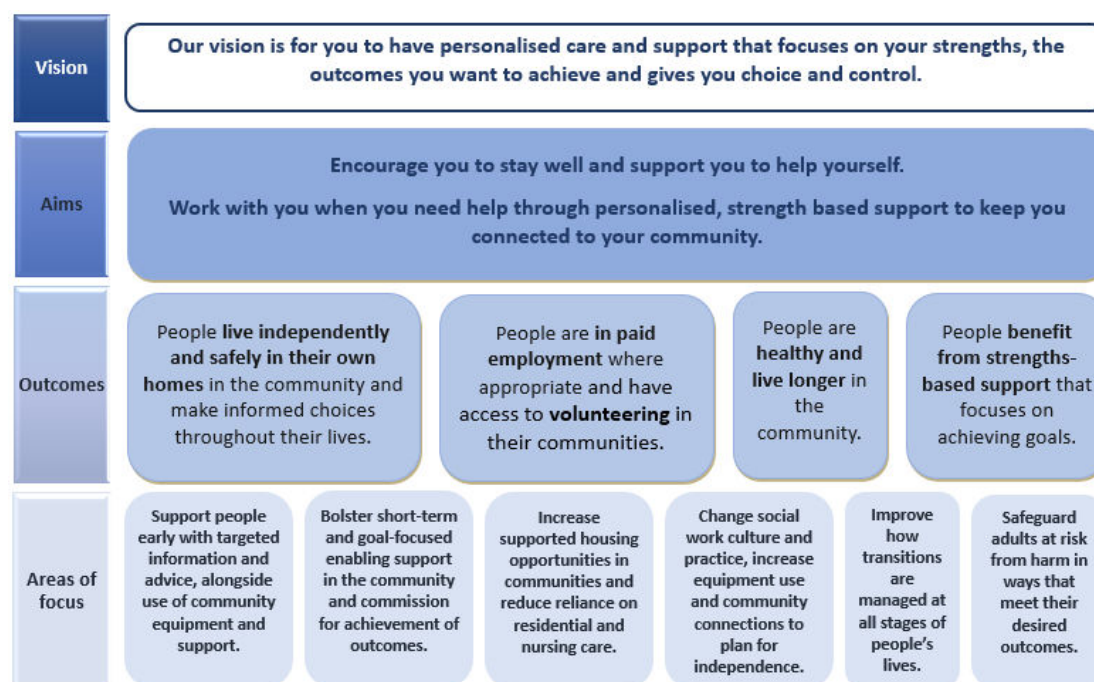 Vision
Our vision is for you to have personalised care and support that focuses on your strengths, the
outcomes you want to achieve and gives you choice and control.
Aims
Encourage you to stay well and support you to help yourself.
Work with you when you need help through personalised, strength based support to keep you
connected to your community.
Outcomes
People live independently
and safely in their own
homes in the community and
make informed choices
throughout their lives.
People are in paid
employment where
appropriate and have
access to volunteering in
their communities.
People are
healthy and
live longer in
the
community.
People benefit
from strengths-
based support that
focuses on
achieving goals.
Areas of
focus
Support people
early with targeted
information and
advice, alongside
use of community
equipment and
support.
Bolster short-term
and goal-focused
enabling support
in the community
and commission
for achievement of
outcomes.
Increase
supported housing
opportunities in
communities and
reduce reliance on
residential and
nursing care.
Change social
work culture and
practice, increase
equipment use
and community
connections to
plan for
independence.
Improve
how
transitions
are
managed at
all stages of
people's
lives.
Safeguard
adults at risk
from harm in
ways that
meet their
desired
outcomes.